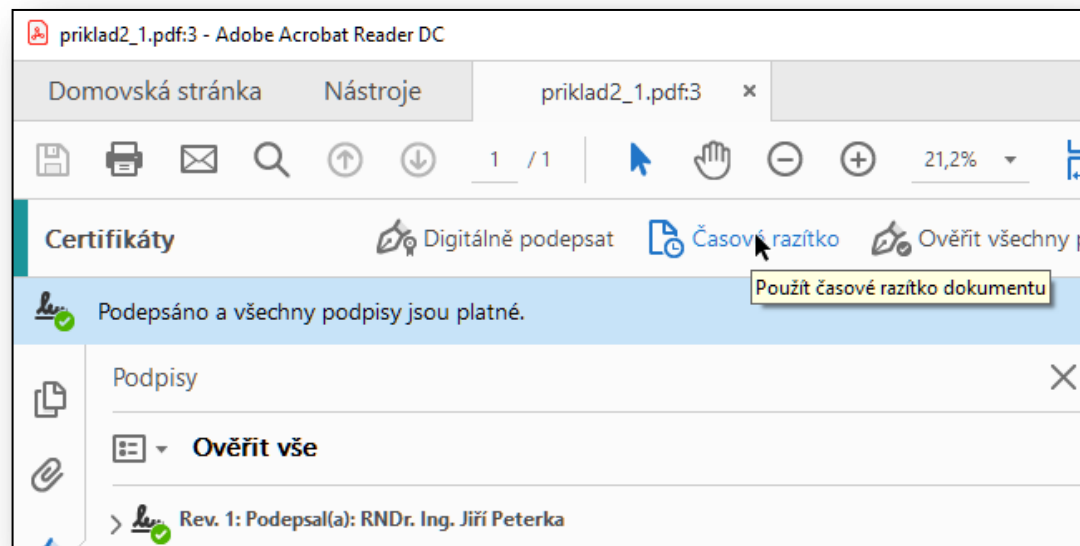 priklad2_1.pdf:3 - Adobe Acrobat Reader DC
Domovská stránka Nástroje priklad2_1.pdf:3 ×
1 / 1 21,2%
Certifikáty Digitálně podepsat Časové razítko Ověřit všechny
Použít časové razítko dokumentu
Podepsáno a všechny podpisy jsou platné.
Podpisy
Ověřit vše
Rev. 1: Podepsal(a): RNDr. Ing. Jiří Peterka